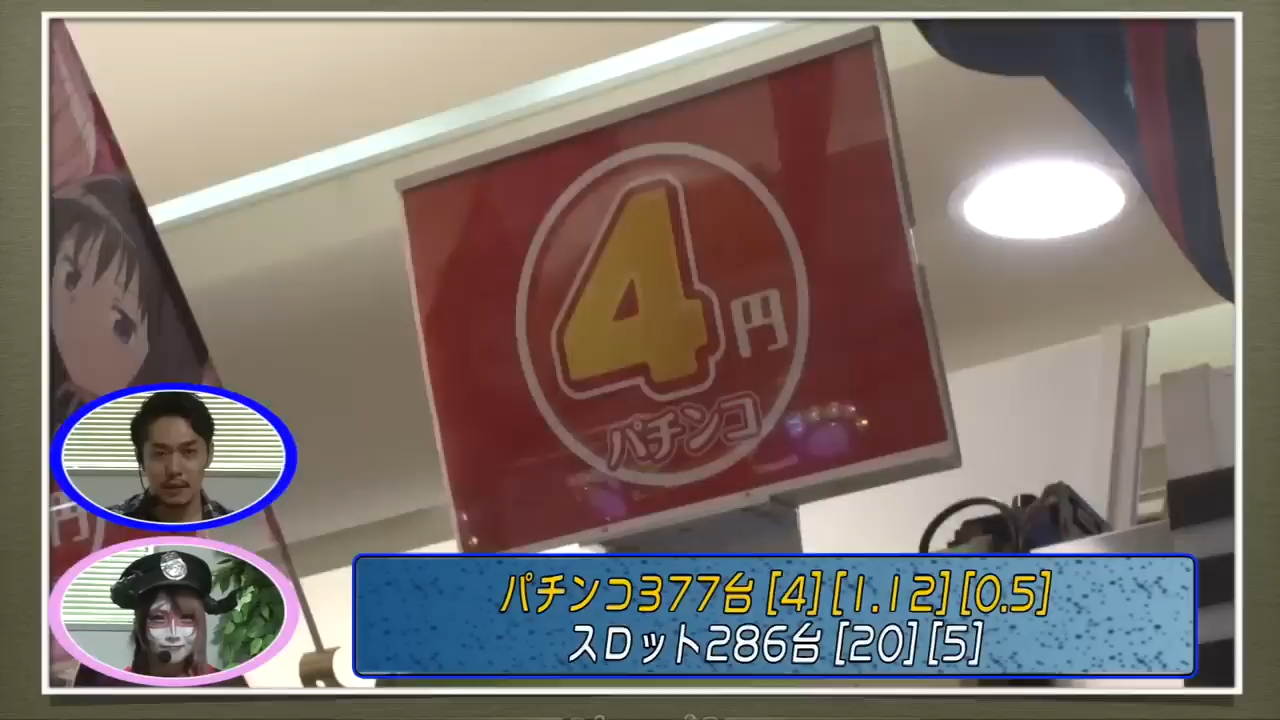 4円
パチンコ
円
パチンコ377台 [4] [1.12] [0.5]
スロット286台 [20] [5]